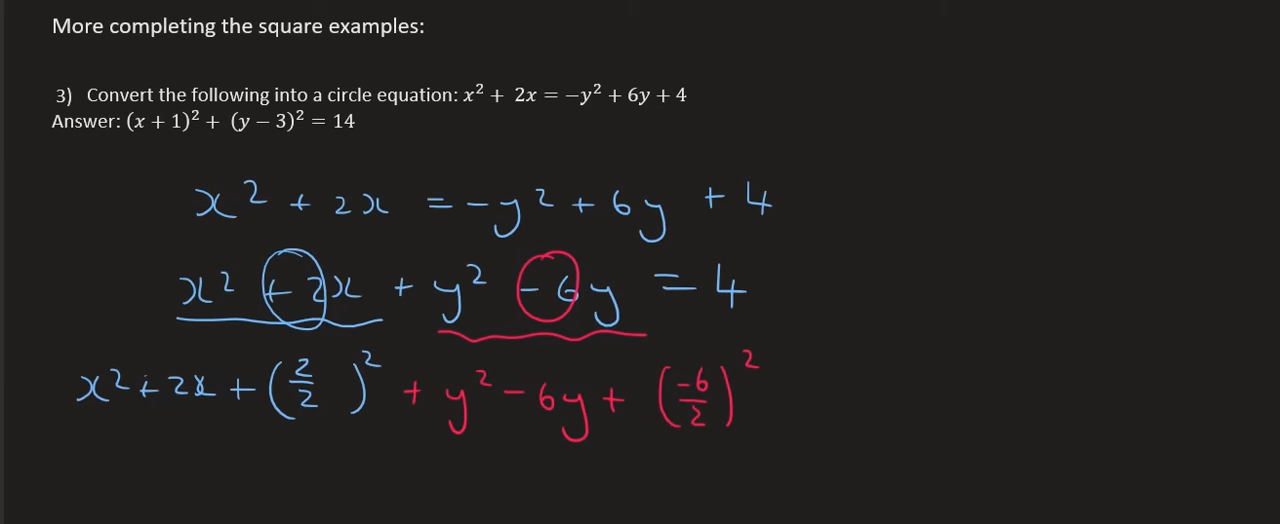 More completing the square examples:
3) Convert the following into a circle equation: x² + 2x = −y² + 6y + 4
Answer: (x + 1)² + (y − 3)² = 14
x² + 2x = −y² + 6y + 4
x² + 2x + y² − 6y = 4
x² + 2x + (2/2)² + y² − 6y + (−6/2)²